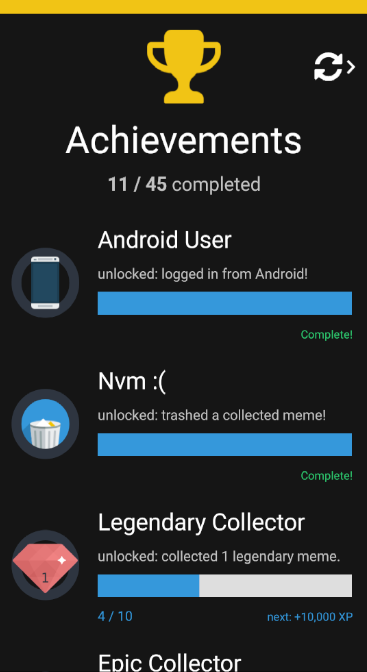 Achievements
11 / 45 completed
Android User
unlocked: logged in from Android!
Complete!
Nvm :(
unlocked: trashed a collected meme!
Complete!
Legendary Collector
unlocked: collected 1 legendary meme.
1
4 / 10 next: +10,000 XP
Epic Collector